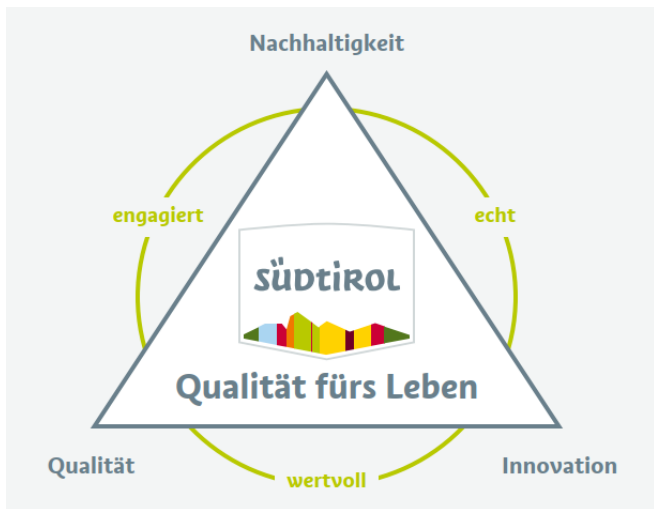 Nachhaltigkeit
engagiert
echt
SÜDTIROL
Qualität fürs Leben
Qualität
Innovation
wertvoll